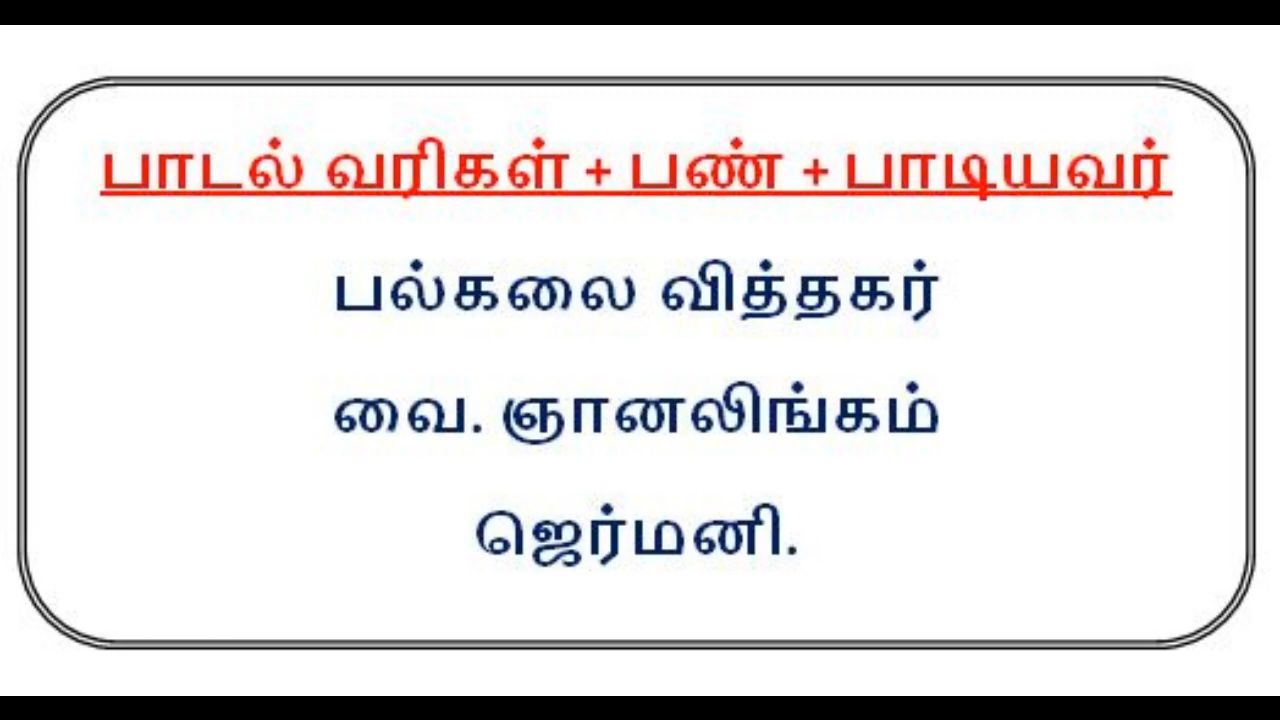 பாடல் வரிகள் + பண் + பாடியவர்
பல்கலை வித்தகர்
வை. ஞானலிங்கம்
ஜெர்மனி.